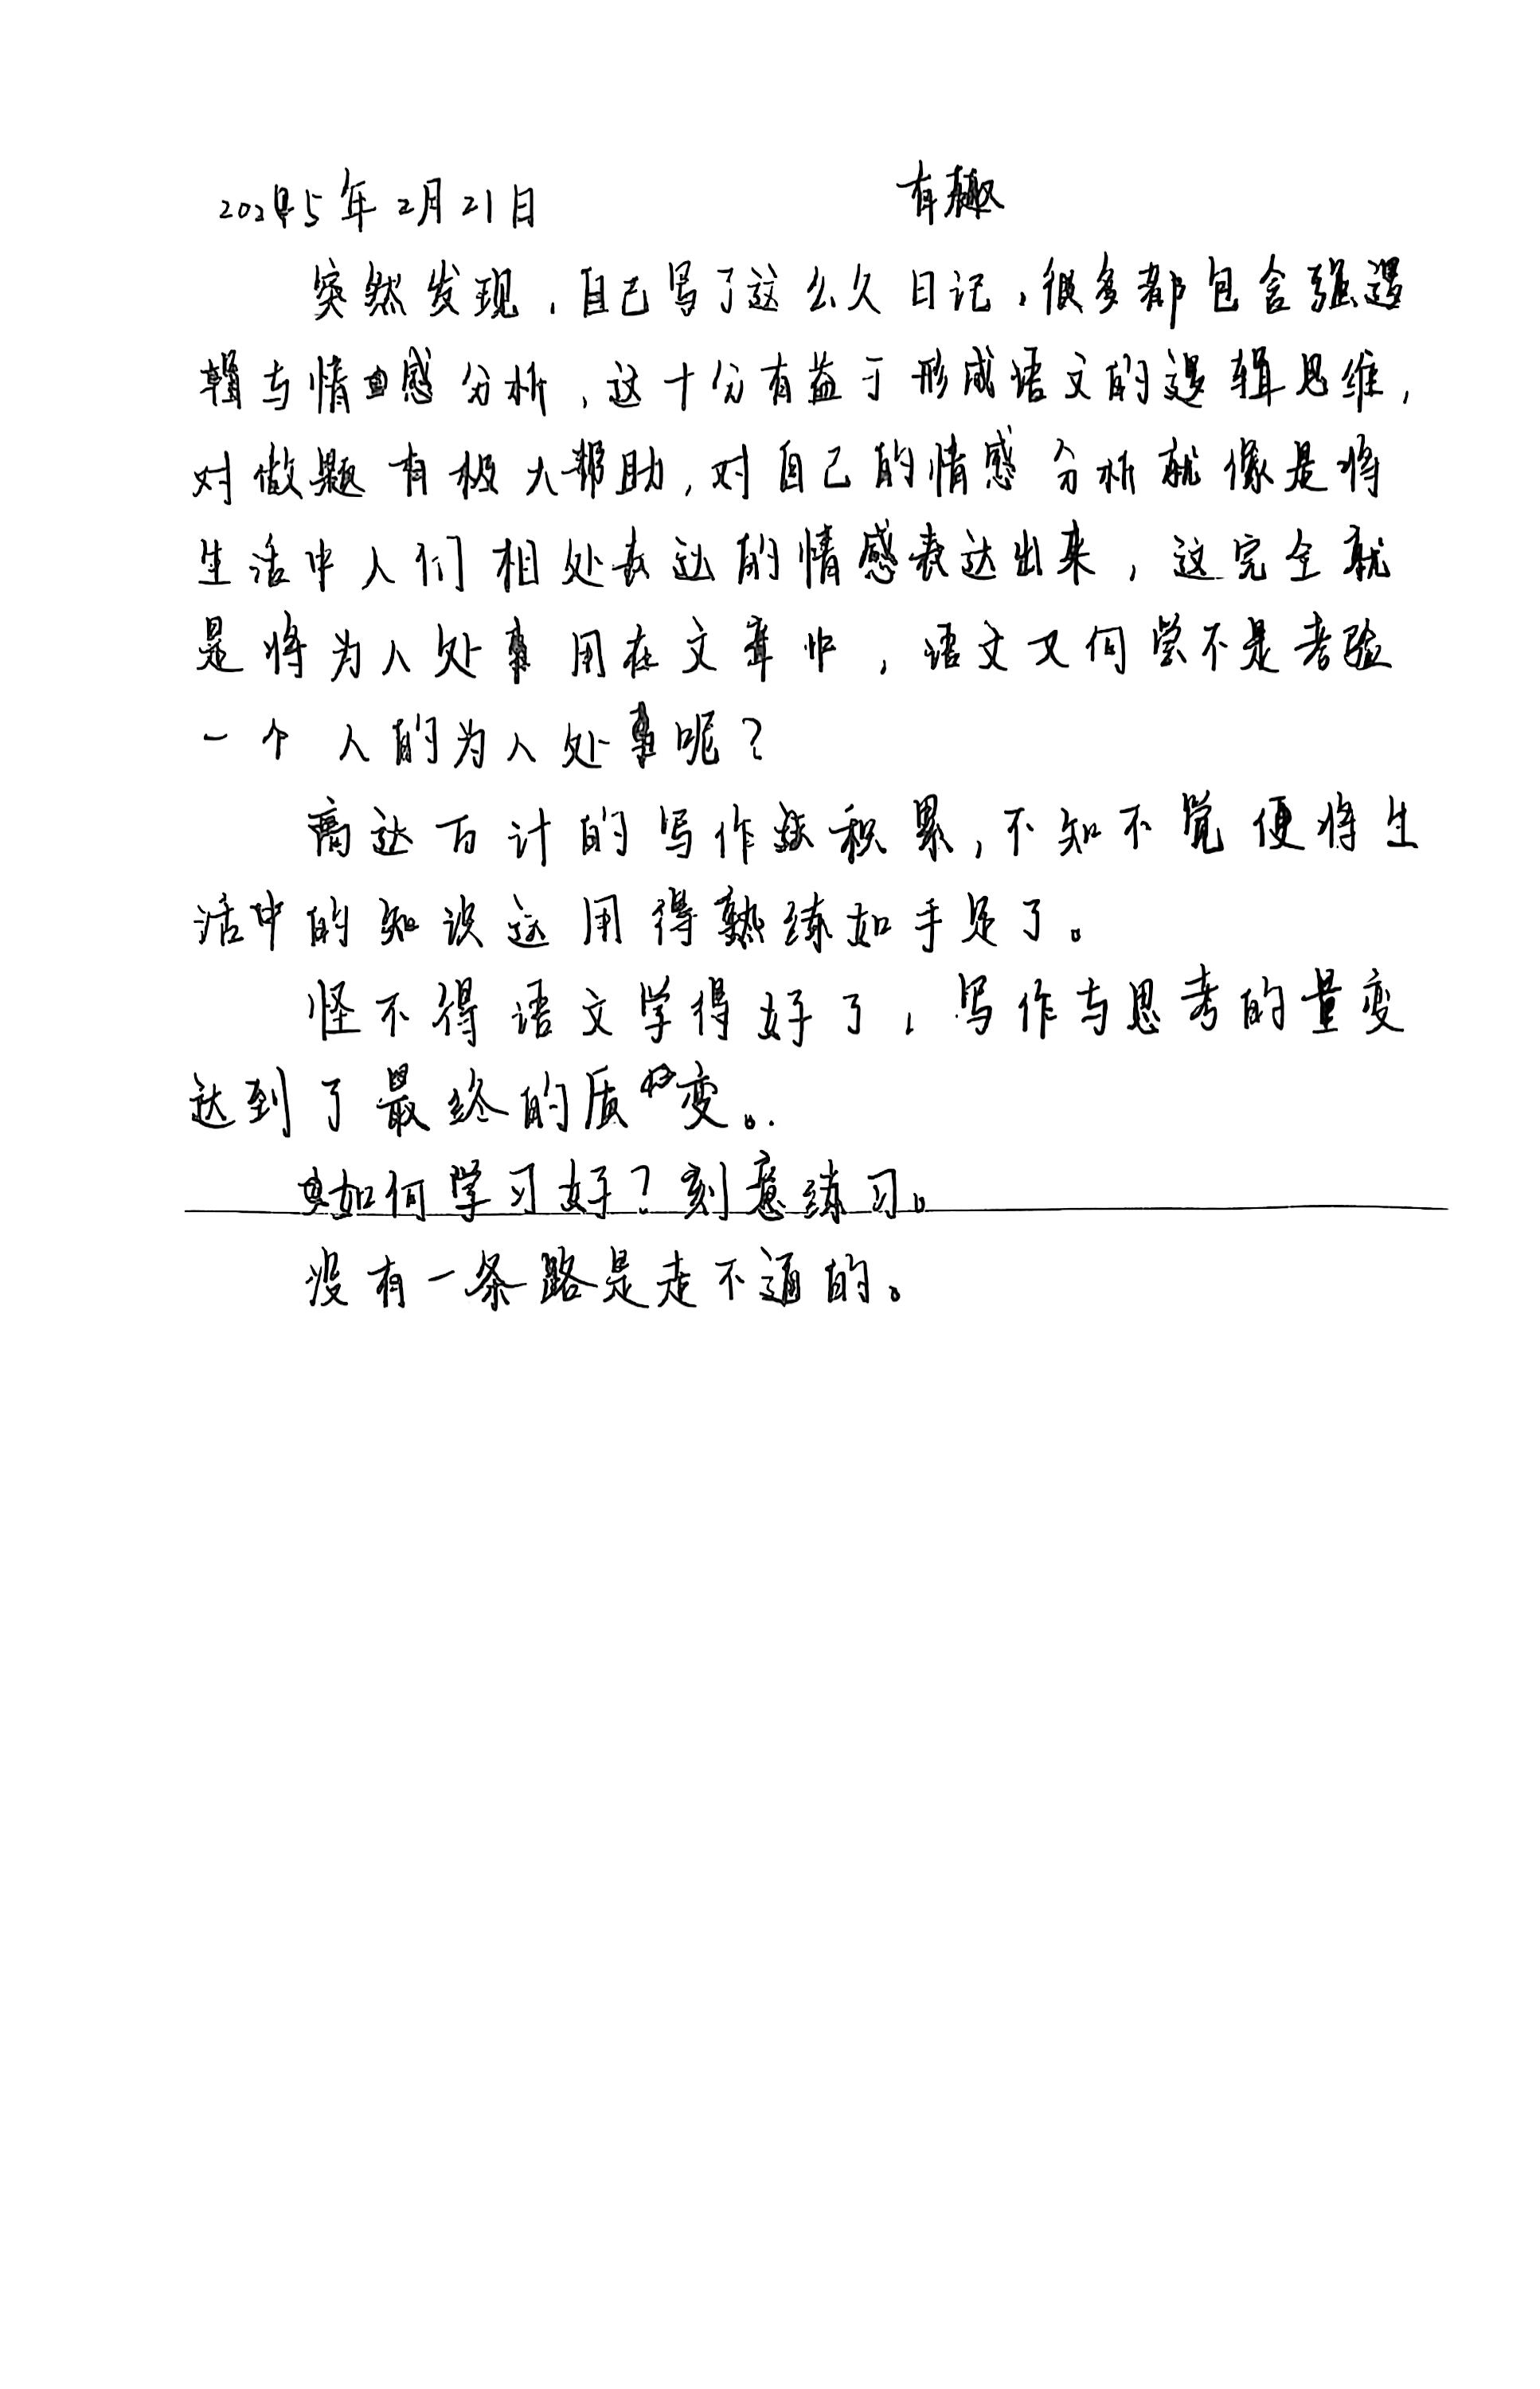 2025年2月21日 有趣
突然发现，自己写了这么久日记，很多都包含强逻
辑与情感分析，这十分有益于形成语文的逻辑思维，
对做题有极大帮助，对自己的情感分析就像是将
生活中人们相处表达的情感表达出来，这完全就
是将为人处事用在文章中，语文又何尝不是考验
一个人的为人处事呢？
高达百计的写作积累，不知不觉便将生
活中的知识运用得熟练如手足了。
怪不得语文学得好了，写作与思考的量变
达到了最终的质变。
如何学习好？刻意练习。
没有一条路是走不通的。